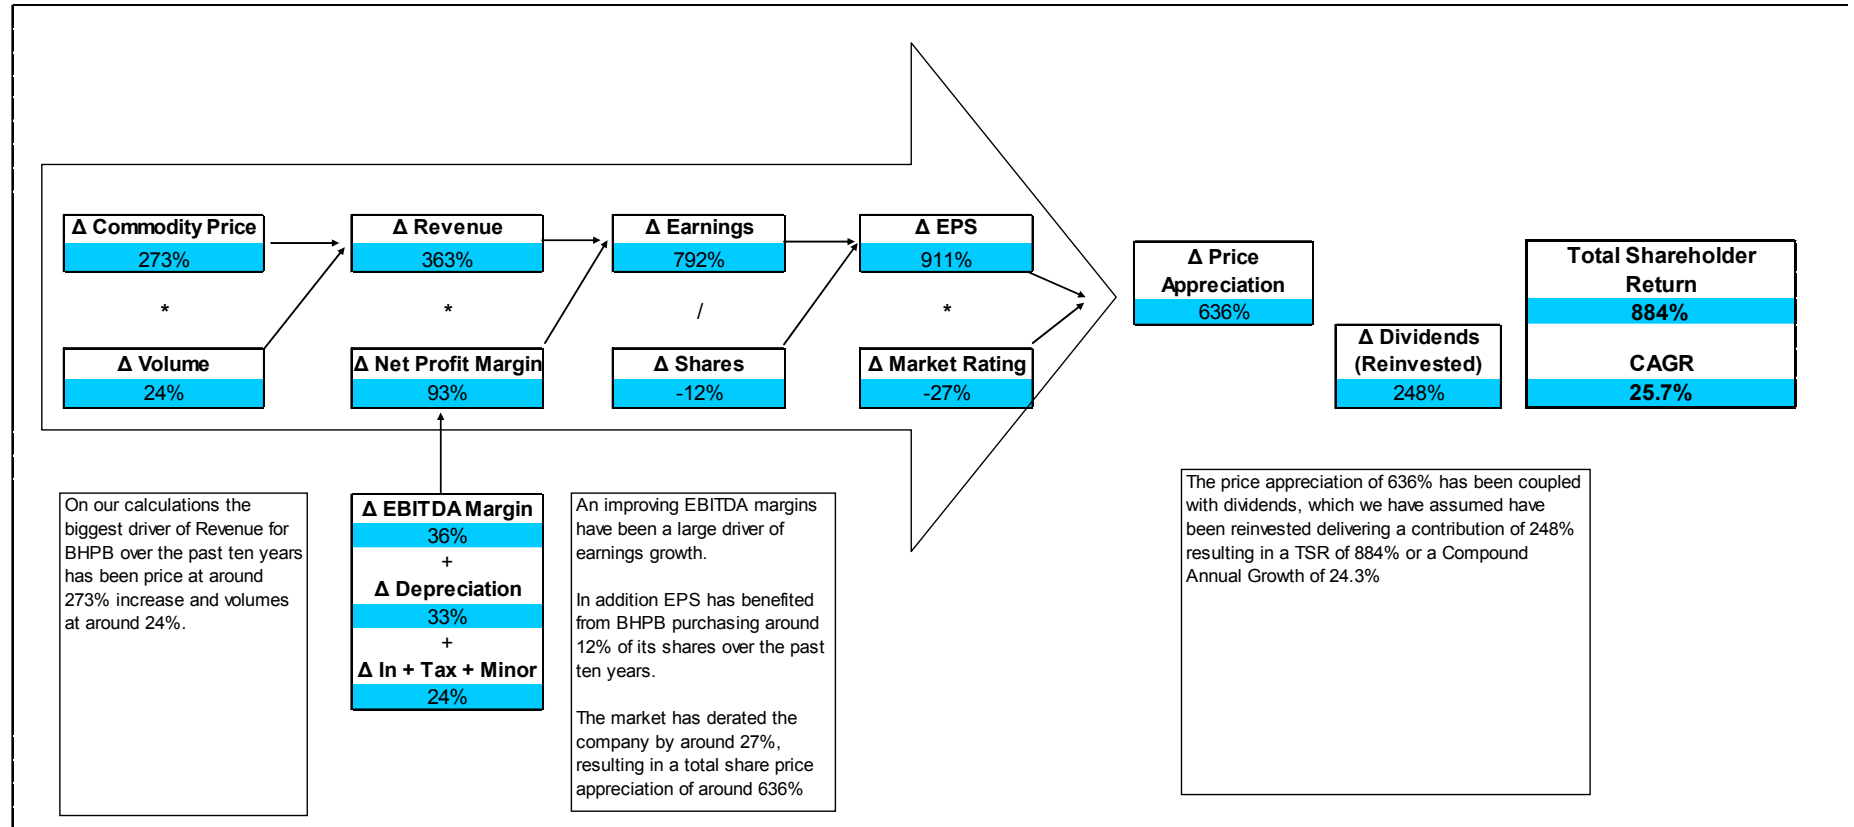 Δ Commodity Price
273%
*
Δ Volume
24%
Δ Revenue
363%
*
Δ Net Profit Margin
93%
Δ Earnings
792%
/
Δ Shares
-12%
Δ EPS
911%
*
Δ Market Rating
-27%
Δ Price
Appreciation
636%
Δ Dividends
(Reinvested)
248%
Total Shareholder
Return
884%
CAGR
25.7%
On our calculations the
biggest driver of Revenue for
BHPB over the past ten years
has been price at around
273% increase and volumes
at around 24%.
Δ EBITDA Margin
36%
+
Δ Depreciation
33%
+
Δ In + Tax + Minor
24%
An improving EBITDA margins
have been a large driver of
earnings growth.
In addition EPS has benefited
from BHPB purchasing around
12% of its shares over the past
ten years.
The market has derated the
company by around 27%,
resulting in a total share price
appreciation of around 636%
The price appreciation of 636% has been coupled
with dividends, which we have assumed have
been reinvested delivering a contribution of 248%
resulting in a TSR of 884% or a Compound
Annual Growth of 24.3%